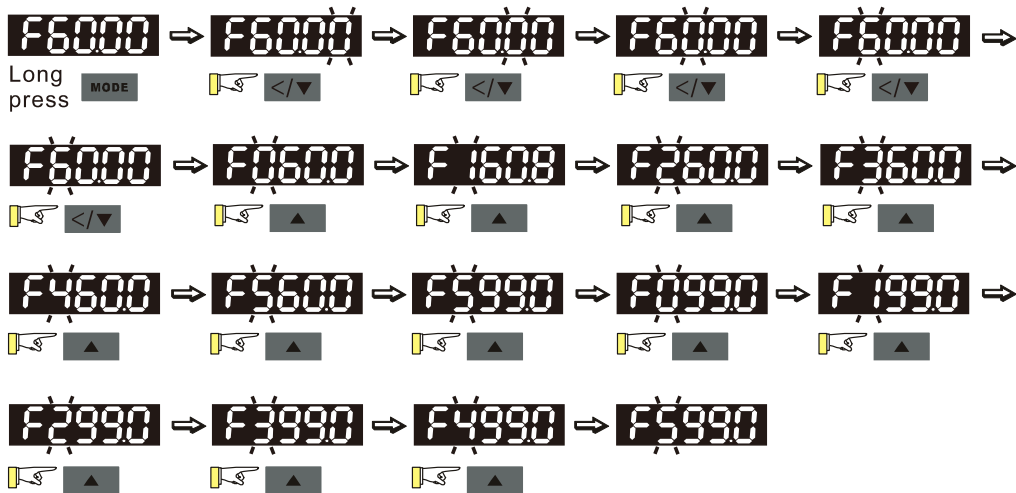 F60.00 F60.00 F60.00 F60.00 F60.00
Long
press MODE </▼ </▼ </▼ </▼
F60.00 F060.0 F160.8 F260.0 F360.0
</▼ ▲ ▲ ▲ ▲
F460.0 F560.0 F599.0 F099.0 F199.0
▲ ▲ ▲ ▲ ▲
F299.0 F399.0 F499.0 F599.0
▲ ▲ ▲